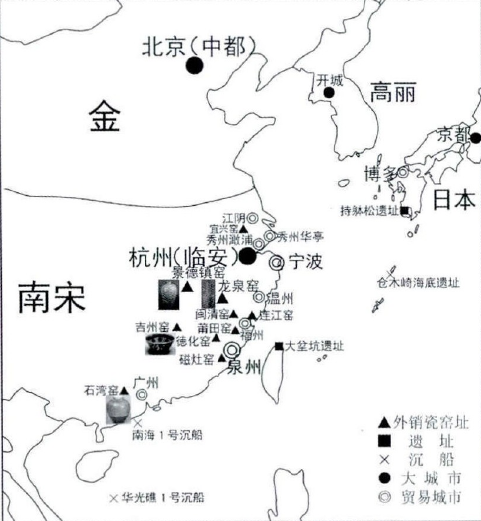 北京(中都)
开城
高丽
金
京都
博多
日本
持躰松遗址
江阴
宜兴窑
秀州华亭
秀州澉浦
杭州(临安)
宁波
景德镇窑
龙泉窑
仓木崎海底遗址
南宋
温州
闽清窑
连江窑
吉州窑
莆田窑
福州
德化窑
大坌坑遗址
磁灶窑
泉州
石湾窑
广州
南海1号沉船
华光礁1号沉船
外销瓷窑址
遗址
沉船
大城市
贸易城市